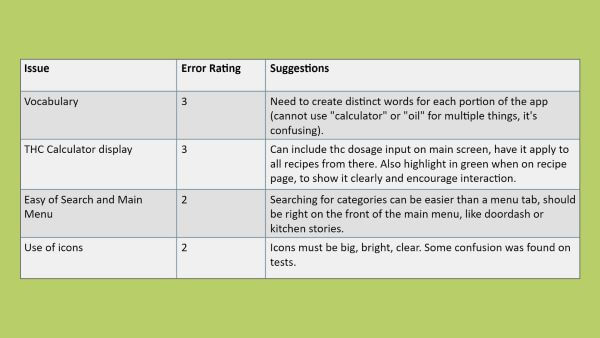 Issue Error Rating Suggestions
Vocabulary 3 Need to create distinct words for each portion of the app
(cannot use "calculator" or "oil" for multiple things, it's
confusing).
THC Calculator display 3 Can include thc dosage input on main screen, have it apply to
all recipes from there. Also highlight in green when on recipe
page, to show it clearly and encourage interaction.
Easy of Search and Main 2 Searching for categories can be easier than a menu tab, should
Menu be right on the front of the main menu, like doordash or
kitchen stories.
Use of icons 2 Icons must be big, bright, clear. Some confusion was found on
tests.